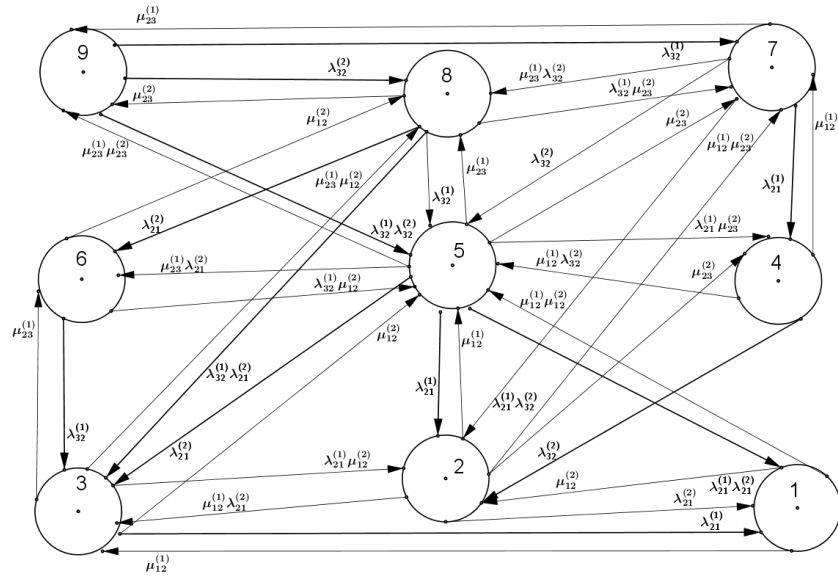 μ₂₃⁽¹⁾
9
7
λ₃₂⁽¹⁾
λ₃₂⁽²⁾
8
μ₂₃⁽¹⁾λ₃₂⁽²⁾
μ₂₃⁽²⁾
λ₃₂⁽¹⁾μ₂₃⁽²⁾
μ₁₂⁽²⁾
μ₂₃⁽²⁾
μ₁₂⁽¹⁾
μ₂₃⁽¹⁾μ₂₃⁽²⁾
μ₁₂⁽¹⁾μ₂₃⁽²⁾
μ₂₃⁽¹⁾
λ₃₂⁽²⁾
μ₂₃⁽¹⁾μ₁₂⁽²⁾
λ₂₁⁽¹⁾
λ₃₂⁽¹⁾
λ₂₁⁽²⁾
λ₃₂⁽¹⁾λ₃₂⁽²⁾
λ₂₁⁽¹⁾μ₂₃⁽²⁾
5
6
μ₂₃⁽¹⁾λ₂₁⁽²⁾
μ₁₂⁽¹⁾λ₃₂⁽²⁾
4
μ₂₃⁽²⁾
λ₃₂⁽¹⁾μ₁₂⁽²⁾
μ₁₂⁽¹⁾μ₁₂⁽²⁾
μ₂₃⁽¹⁾
μ₁₂⁽²⁾
μ₁₂⁽¹⁾
λ₃₂⁽¹⁾λ₂₁⁽²⁾
λ₂₁⁽¹⁾
λ₂₁⁽¹⁾λ₃₂⁽²⁾
λ₃₂⁽¹⁾
λ₂₁⁽²⁾
λ₃₂⁽²⁾
λ₂₁⁽¹⁾μ₁₂⁽²⁾
2
3
μ₁₂⁽²⁾
λ₂₁⁽¹⁾λ₂₁⁽²⁾
1
μ₁₂⁽¹⁾λ₂₁⁽²⁾
λ₂₁⁽²⁾
λ₂₁⁽¹⁾
μ₁₂⁽¹⁾